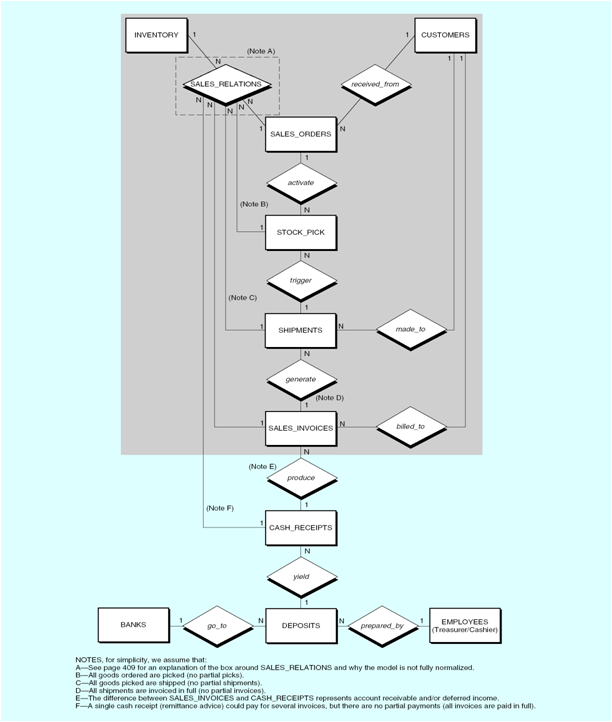 INVENTORY
1
CUSTOMERS
1
1
1
(Note A)
N
SALES_RELATIONS
N
N
N
N
N
received_from
1
SALES_ORDERS
N
1
activate
N
(Note B)
1
STOCK_PICK
N
trigger
1
(Note C)
1
SHIPMENTS
N
made_to
N
generate
1
(Note D)
1
SALES_INVOICES
N
billed_to
N
(Note E)
produce
1
(Note F)
1
CASH_RECEIPTS
N
yield
1
BANKS
1
go_to
N
DEPOSITS
N
prepared_by
1
EMPLOYEES
(Treasurer/Cashier)
NOTES, for simplicity, we assume that:
A—See page 409 for an explanation of the box around SALES_RELATIONS and why the model is not fully normalized.
B—All goods ordered are picked (no partial picks).
C—All goods picked are shipped (no partial shipments).
D—All shipments are invoiced in full (no partial invoices).
E—The difference between SALES_INVOICES and CASH_RECEIPTS represents account receivable and/or deferred income.
F—A single cash receipt (remittance advice) could pay for several invoices, but there are no partial payments (all invoices are paid in full).